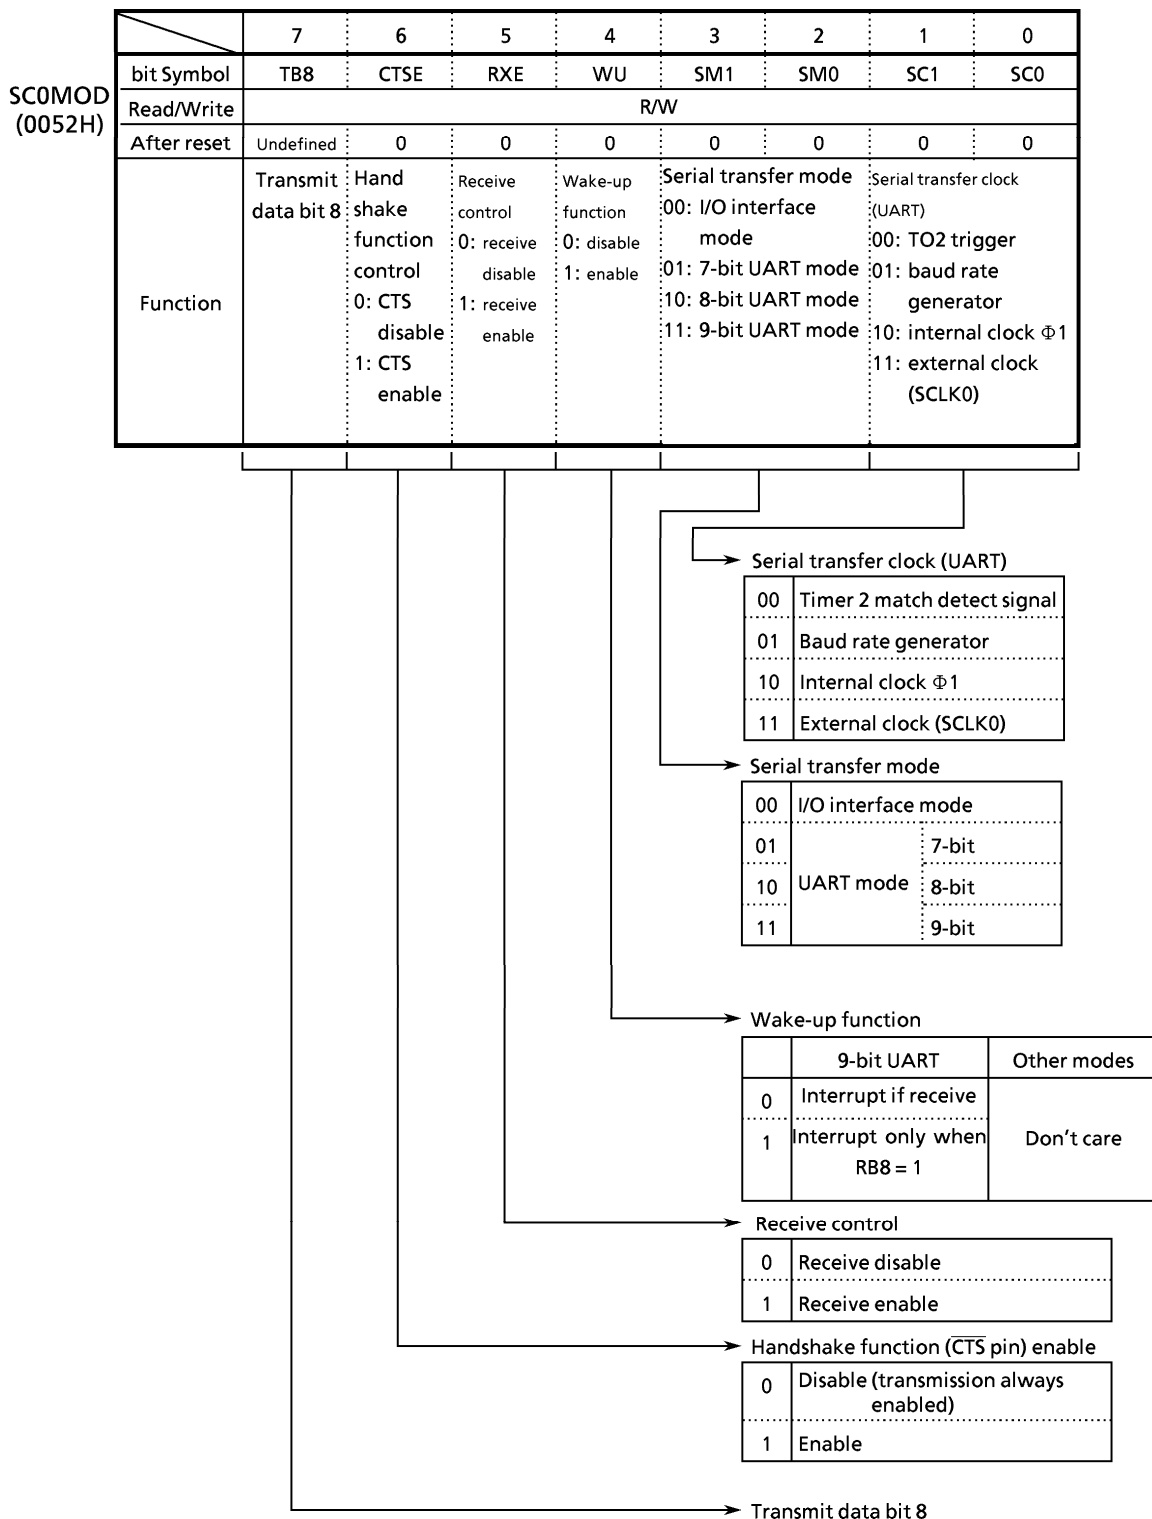 7 6 5 4 3 2 1 0
SC0MOD
(0052H)
bit Symbol TB8 CTSE RXE WU SM1 SM0 SC1 SC0
Read/Write R/W
After reset Undefined 0 0 0 0 0 0 0
Function
Transmit
data bit 8
Hand
shake
function
control
0: CTS
disable
1: CTS
enable
Receive
control
0: receive
disable
1: receive
enable
Wake-up
function
0: disable
1: enable
Serial transfer mode
00: I/O interface
mode
01: 7-bit UART mode
10: 8-bit UART mode
11: 9-bit UART mode
Serial transfer clock
(UART)
00: TO2 trigger
01: baud rate
generator
10: internal clock Φ1
11: external clock
(SCLK0)
Serial transfer clock (UART)
00 Timer 2 match detect signal
01 Baud rate generator
10 Internal clock Φ1
11 External clock (SCLK0)
Serial transfer mode
00 I/O interface mode
01 7-bit
10 UART mode 8-bit
11 9-bit
Wake-up function
9-bit UART Other modes
0 Interrupt if receive
1 Interrupt only when
RB8 = 1
Don't care
Receive control
0 Receive disable
1 Receive enable
Handshake function (C̅T̅S̅ pin) enable
0 Disable (transmission always
enabled)
1 Enable
Transmit data bit 8